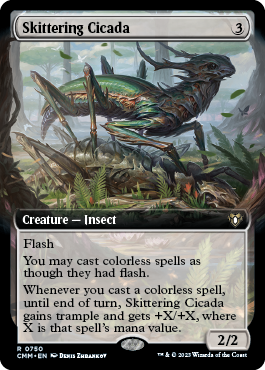 Skittering Cicada 3
Creature — Insect
Flash
You may cast colorless spells as
though they had flash.
Whenever you cast a colorless spell,
until end of turn, Skittering Cicada
gains trample and gets +X/+X, where
X is that spell's mana value.
2/2
R 0750
CMM • EN Denis Zhbankov
™ & © 2023 Wizards of the Coast